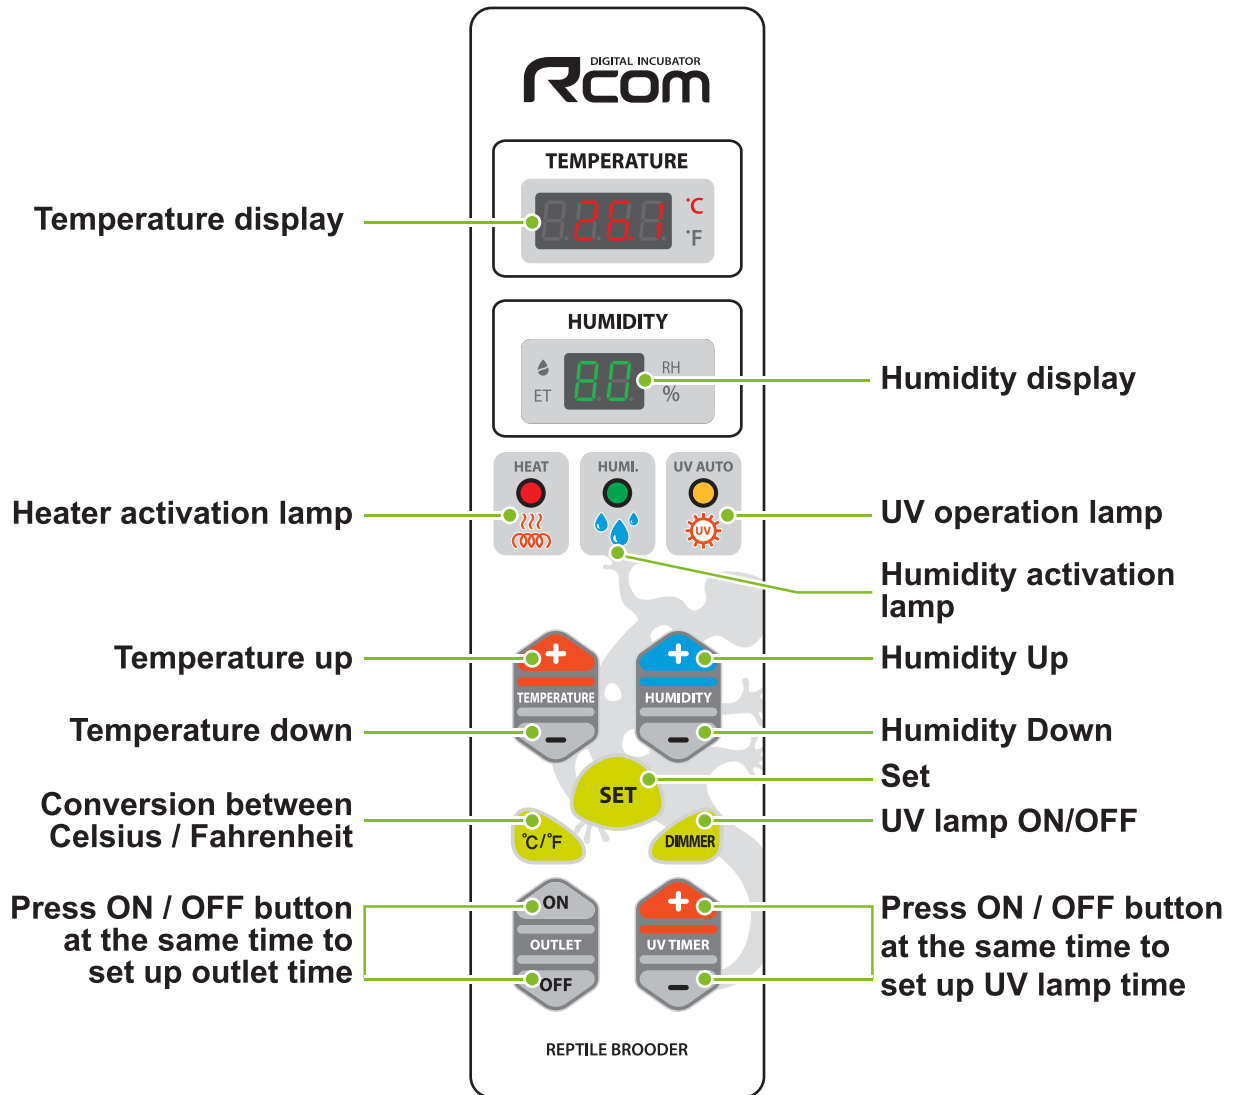 DIGITAL INCUBATOR
Rcom
TEMPERATURE
Temperature display
26.1
°C
°F
HUMIDITY
ET
80
RH
%
Humidity display
HEAT
HUMI.
UV AUTO
UV
Heater activation lamp
UV operation lamp
Humidity activation
lamp
Temperature up
+
TEMPERATURE
−
Temperature down
+
HUMIDITY
−
Humidity Up
Humidity Down
SET
Set
Conversion between
Celsius / Fahrenheit
°C/°F
DIMMER
UV lamp ON/OFF
Press ON / OFF button
at the same time to
set up outlet time
ON
OUTLET
OFF
+
UV TIMER
−
Press ON / OFF button
at the same time to
set up UV lamp time
REPTILE BROODER